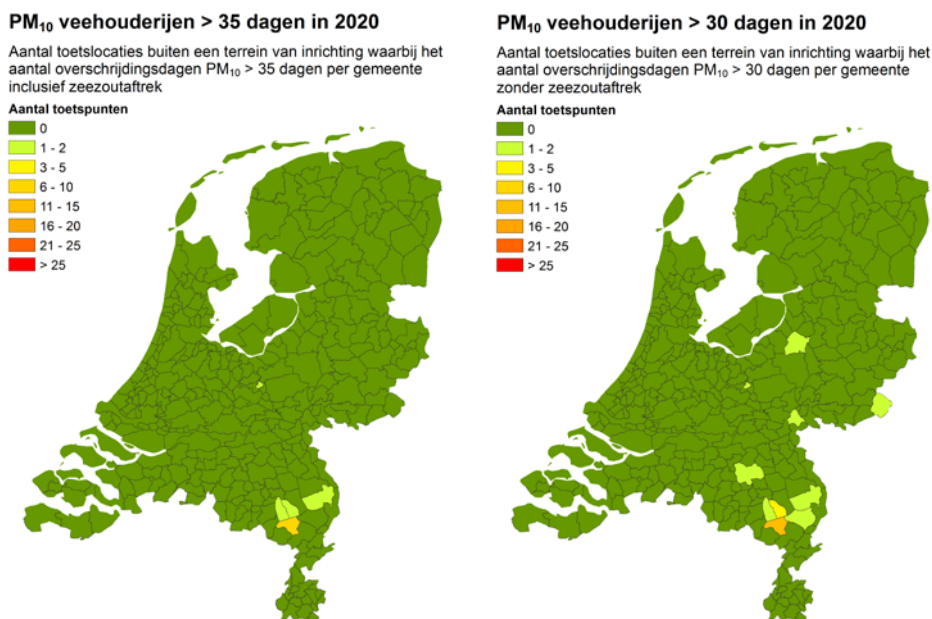 PM₁₀ veehouderijen > 35 dagen in 2020
Aantal toetslocaties buiten een terrein van inrichting waarbij het
aantal overschrijdingsdagen PM₁₀ > 35 dagen per gemeente
inclusief zeezoutaftrek
Aantal toetspunten
0
1 - 2
3 - 5
6 - 10
11 - 15
16 - 20
21 - 25
> 25
PM₁₀ veehouderijen > 30 dagen in 2020
Aantal toetslocaties buiten een terrein van inrichting waarbij het
aantal overschrijdingsdagen PM₁₀ > 30 dagen per gemeente
zonder zeezoutaftrek
Aantal toetspunten
0
1 - 2
3 - 5
6 - 10
11 - 15
16 - 20
21 - 25
> 25